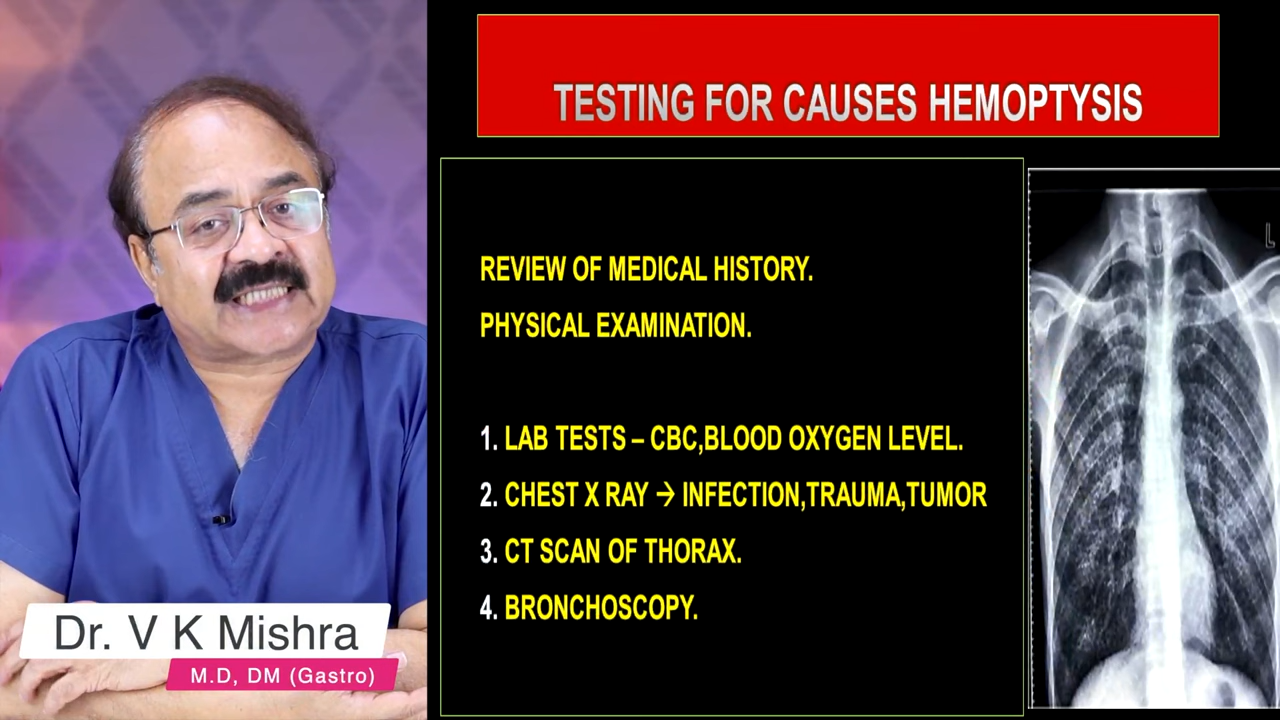 TESTING FOR CAUSES HEMOPTYSIS
REVIEW OF MEDICAL HISTORY.
PHYSICAL EXAMINATION.
1. LAB TESTS – CBC,BLOOD OXYGEN LEVEL.
2. CHEST X RAY → INFECTION,TRAUMA,TUMOR
3. CT SCAN OF THORAX.
4. BRONCHOSCOPY.
L
Dr. V K Mishra
M.D, DM (Gastro)